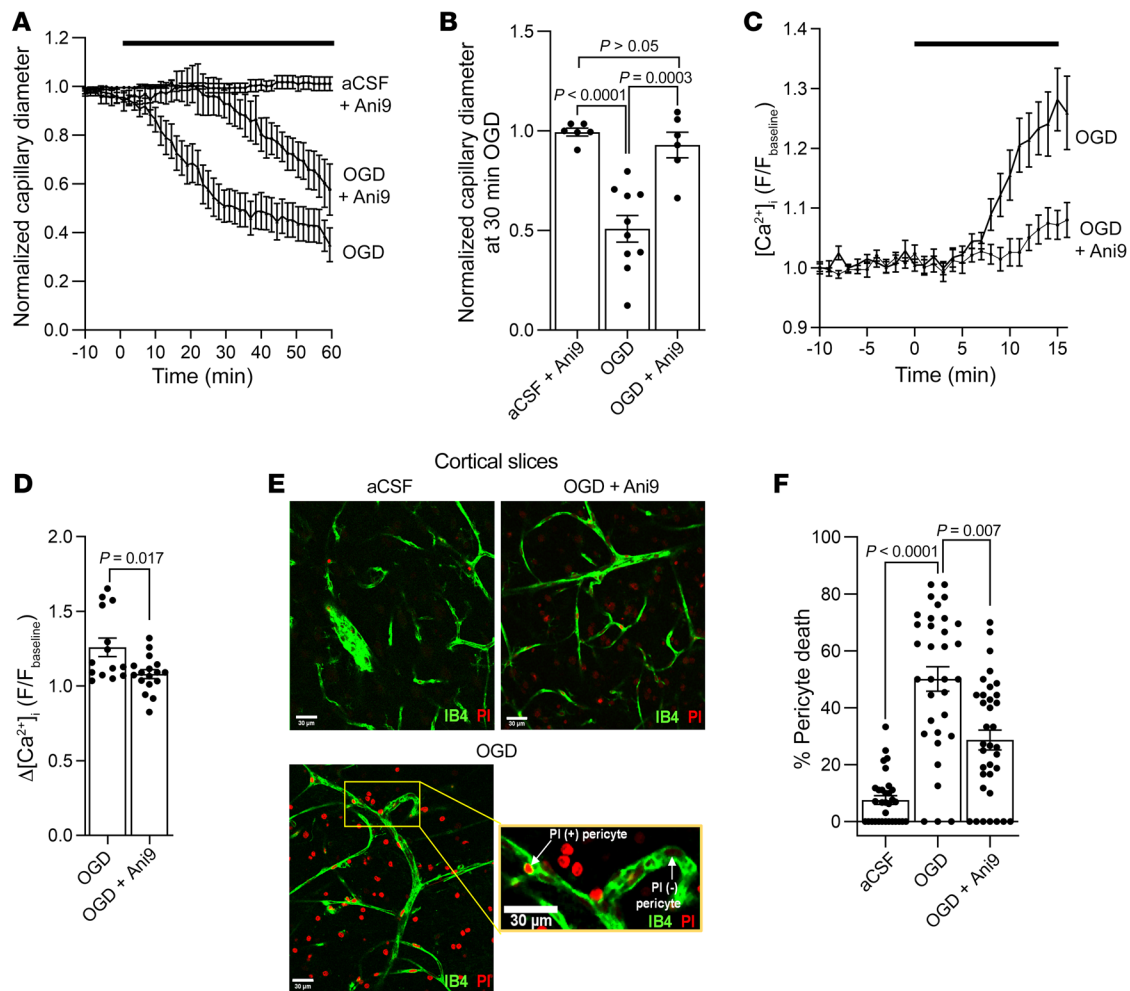 A
Normalized capillary diameter
1.2
1.0
0.8
0.6
0.4
0.2
0.0
-10 0 10 20 30 40 50 60
Time (min)
aCSF
+ Ani9
OGD
+ Ani9
OGD
B
Normalized capillary diameter
at 30 min OGD
1.5
1.0
0.5
0.0
P > 0.05
P < 0.0001
P = 0.0003
aCSF + Ani9
OGD
OGD + Ani9
C
[Ca²⁺]ᵢ (F/F_baseline)
1.4
1.3
1.2
1.1
1.0
0.9
-10 -5 0 5 10 15
Time (min)
OGD
OGD
+ Ani9
D
Δ[Ca²⁺]ᵢ (F/F_baseline)
2.0
1.5
1.0
0.5
0.0
P = 0.017
OGD
OGD + Ani9
E
Cortical slices
aCSF
30 µm
IB4 PI
OGD + Ani9
30 µm
IB4 PI
OGD
30 µm
IB4 PI
PI (+) pericyte
PI (-)
pericyte
30 µm
IB4 PI
F
% Pericyte death
100
80
60
40
20
0
P < 0.0001
P = 0.007
aCSF
OGD
OGD + Ani9